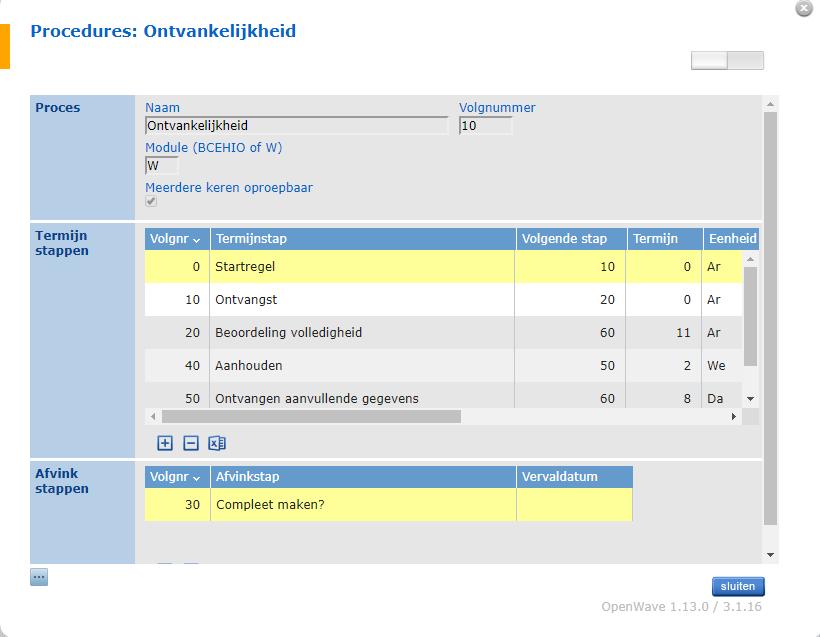 Procedures: Ontvankelijkheid
Proces
Naam Volgnummer
Ontvankelijkheid 10
Module (BCEHIO of W)
W
Meerdere keren oproepbaar
Termijn stappen
Volgnr Termijnstap Volgende stap Termijn Eenheid
0 Startregel 10 0 Ar
10 Ontvangst 20 0 Ar
20 Beoordeling volledigheid 60 11 Ar
40 Aanhouden 50 2 We
50 Ontvangen aanvullende gegevens 60 8 Da
Afvink stappen
Volgnr Afvinkstap Vervaldatum
30 Compleet maken?
...
sluiten
OpenWave 1.13.0 / 3.1.16